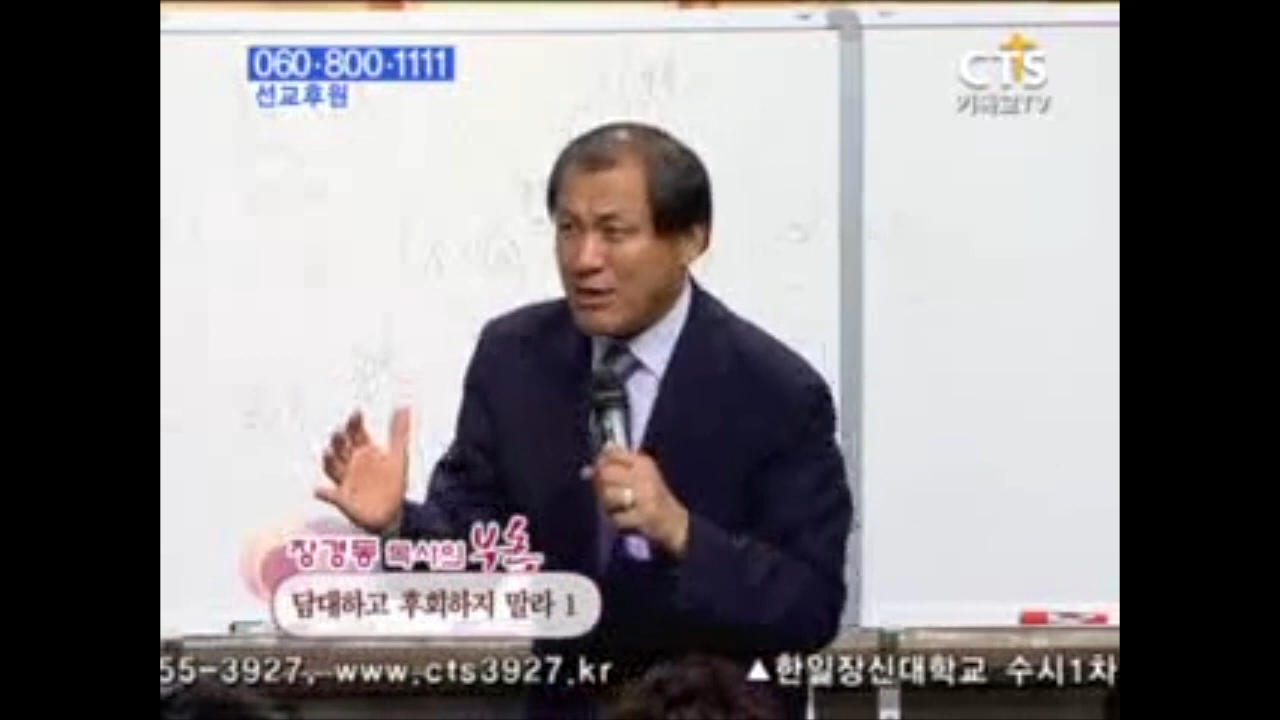 060·800·1111
선교후원
CTS
기독교TV
장경동 목사의 부흥
담대하고 후회하지 말라 1
55-3927, www.cts3927.kr ▲한일장신대학교 수시1차